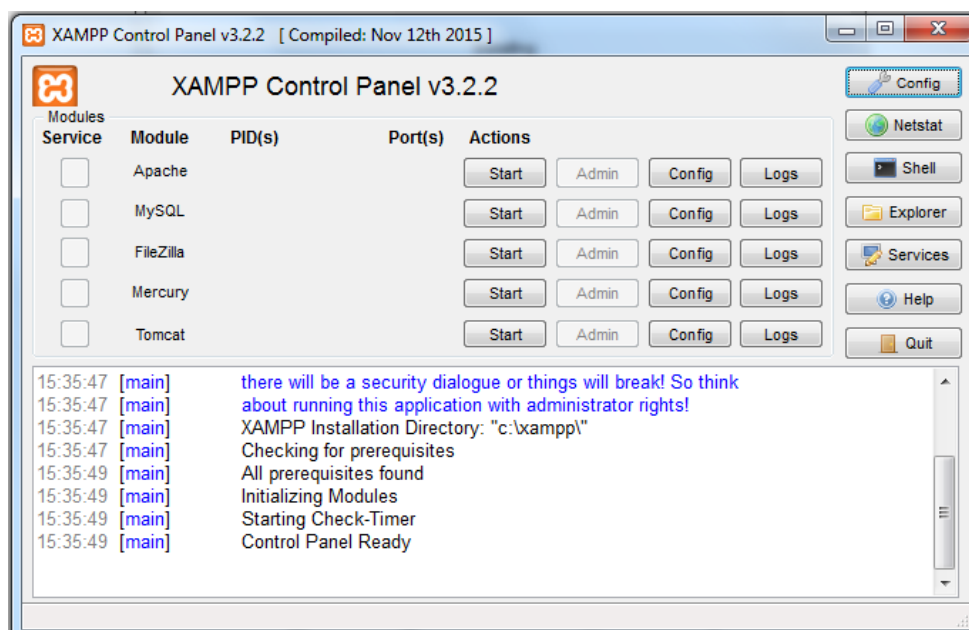 XAMPP Control Panel v3.2.2 [ Compiled: Nov 12th 2015 ]
XAMPP Control Panel v3.2.2
Config
Modules
Service Module PID(s) Port(s) Actions
Netstat
Apache Start Admin Config Logs
Shell
MySQL Start Admin Config Logs
Explorer
FileZilla Start Admin Config Logs
Services
Mercury Start Admin Config Logs
Help
Tomcat Start Admin Config Logs
Quit
15:35:47 [main] there will be a security dialogue or things will break! So think
15:35:47 [main] about running this application with administrator rights!
15:35:47 [main] XAMPP Installation Directory: "c:\xampp\"
15:35:47 [main] Checking for prerequisites
15:35:49 [main] All prerequisites found
15:35:49 [main] Initializing Modules
15:35:49 [main] Starting Check-Timer
15:35:49 [main] Control Panel Ready